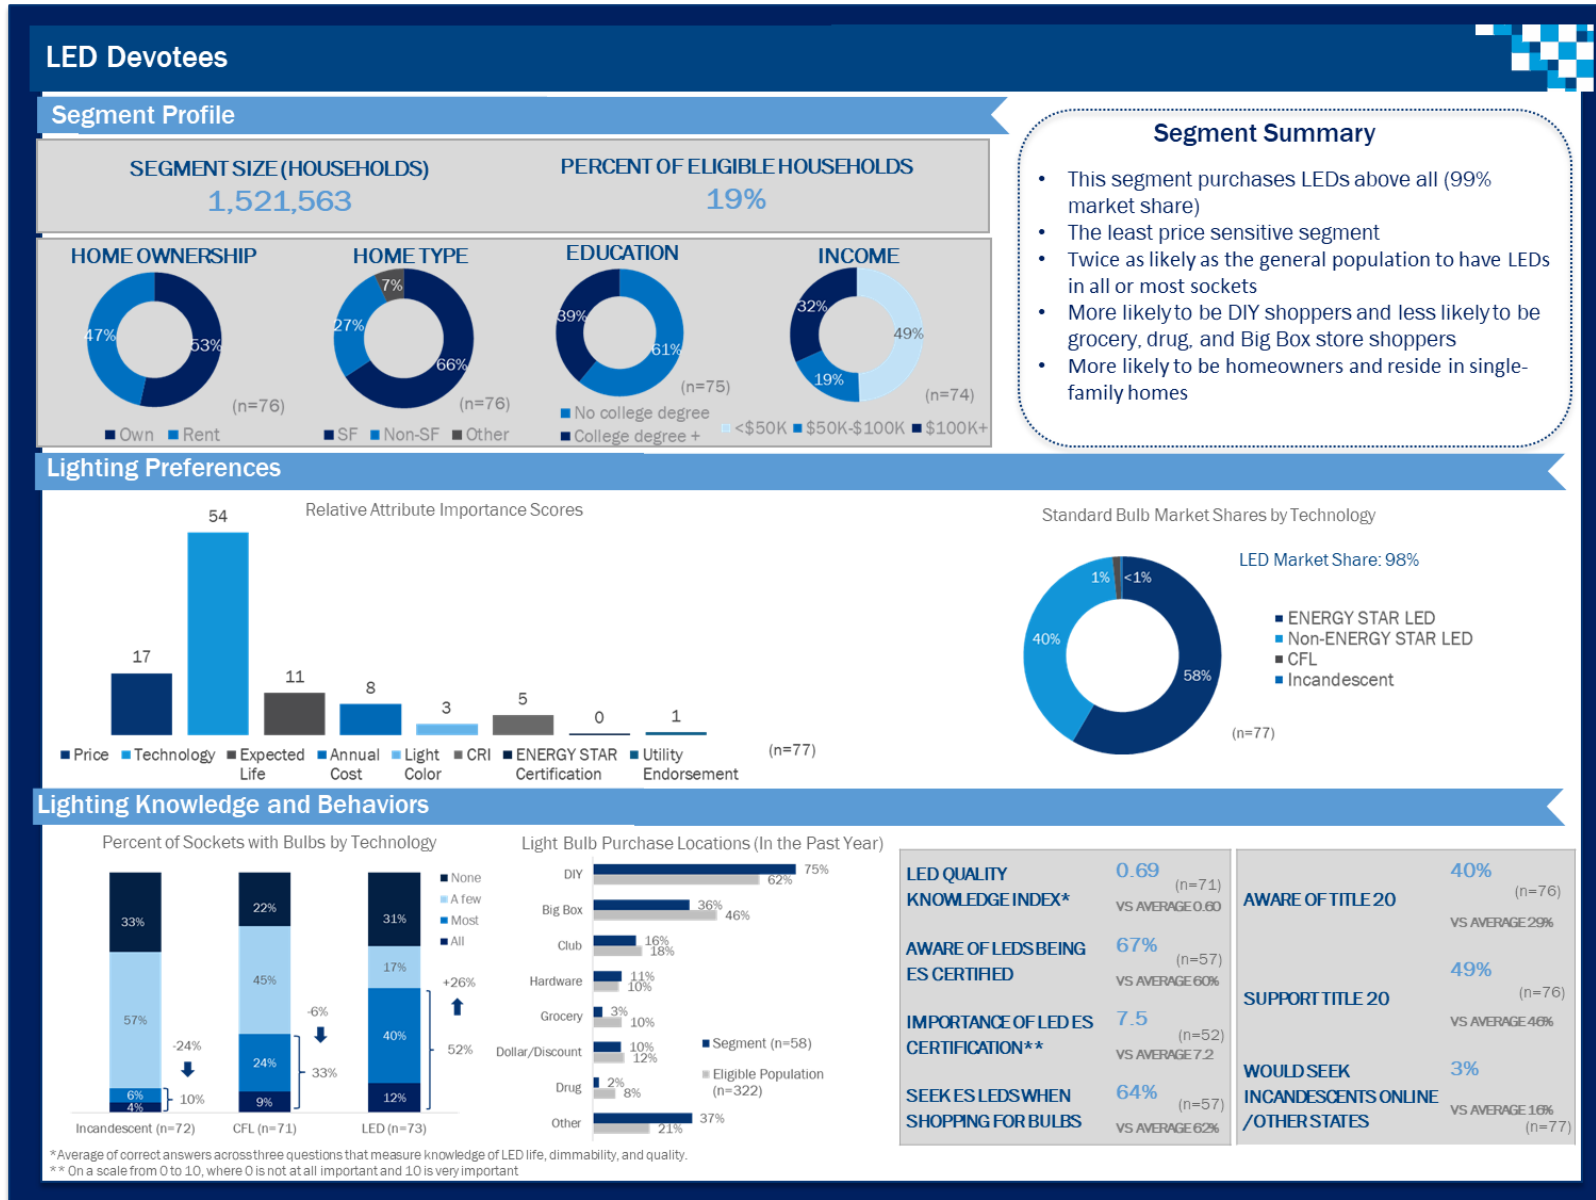 LED Devotees
Segment Profile
SEGMENT SIZE (HOUSEHOLDS)
1,521,563
PERCENT OF ELIGIBLE HOUSEHOLDS
19%
HOME OWNERSHIP
47%
53%
(n=76)
Own Rent
HOME TYPE
7%
27%
66%
(n=76)
SF Non-SF Other
EDUCATION
39%
61%
(n=75)
No college degree
College degree +
INCOME
32%
49%
19%
(n=74)
<$50K $50K-$100K $100K+
Segment Summary
• This segment purchases LEDs above all (99%
market share)
• The least price sensitive segment
• Twice as likely as the general population to have LEDs
in all or most sockets
• More likely to be DIY shoppers and less likely to be
grocery, drug, and Big Box store shoppers
• More likely to be homeowners and reside in single-
family homes
Lighting Preferences
Relative Attribute Importance Scores
17
54
11
8
3
5
0
1
Price Technology Expected Annual Light CRI ENERGY STAR Utility
Life Cost Color Certification Endorsement
(n=77)
Standard Bulb Market Shares by Technology
LED Market Share: 98%
1%
<1%
40%
58%
ENERGY STAR LED
Non-ENERGY STAR LED
CFL
Incandescent
(n=77)
Lighting Knowledge and Behaviors
Percent of Sockets with Bulbs by Technology
33%
57%
6%
4%
-24%
10%
22%
45%
24%
9%
-6%
33%
31%
17%
40%
12%
+26%
52%
None
A few
Most
All
Incandescent (n=72) CFL (n=71) LED (n=73)
Light Bulb Purchase Locations (In the Past Year)
DIY 75%
62%
Big Box 36%
46%
Club 16%
18%
Hardware 11%
10%
Grocery 3%
10%
Dollar/Discount 10%
12%
Drug 2%
8%
Other 37%
21%
Segment (n=58)
Eligible Population
(n=322)
LED QUALITY
KNOWLEDGE INDEX*
0.69
(n=71)
VS AVERAGE 0.60
AWARE OF LEDS BEING
ES CERTIFIED
67%
(n=57)
VS AVERAGE 60%
IMPORTANCE OF LED ES
CERTIFICATION**
7.5
(n=52)
VS AVERAGE 7.2
SEEK ES LEDS WHEN
SHOPPING FOR BULBS
64%
(n=57)
VS AVERAGE 62%
AWARE OF TITLE 20
40%
(n=76)
VS AVERAGE 29%
SUPPORT TITLE 20
49%
(n=76)
VS AVERAGE 46%
WOULD SEEK
INCANDESCENTS ONLINE
/OTHER STATES
3%
VS AVERAGE 16%
(n=77)
*Average of correct answers across three questions that measure knowledge of LED life, dimmability, and quality.
** On a scale from 0 to 10, where 0 is not at all important and 10 is very important